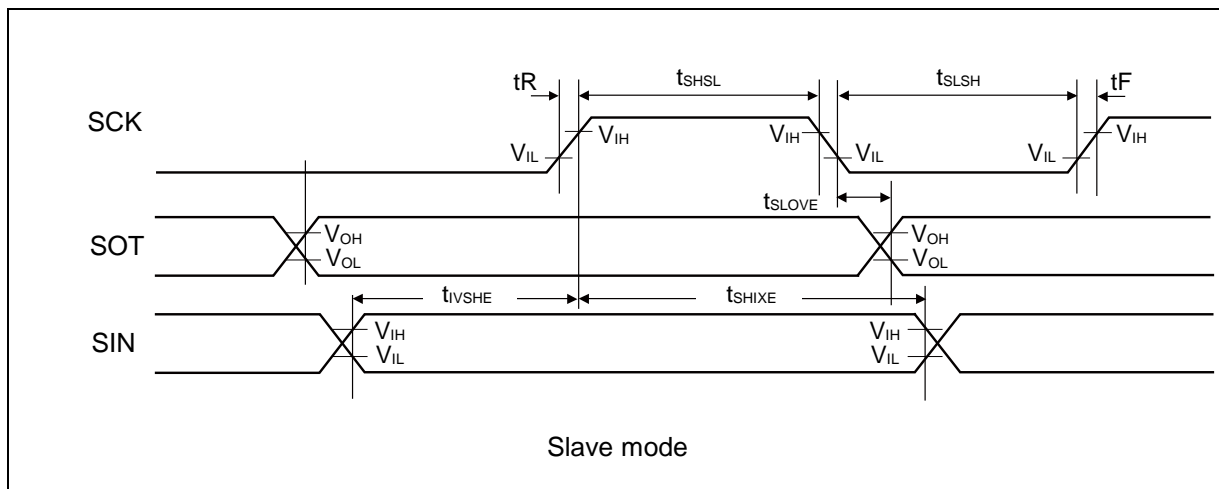 tR tSHSL tSLSH tF
SCK
VIH VIH VIH
VIL VIL VIL
tSLOVE
SOT
VOH VOH
VOL VOL
tIVSHE tSHIXE
SIN
VIH VIH
VIL VIL
Slave mode